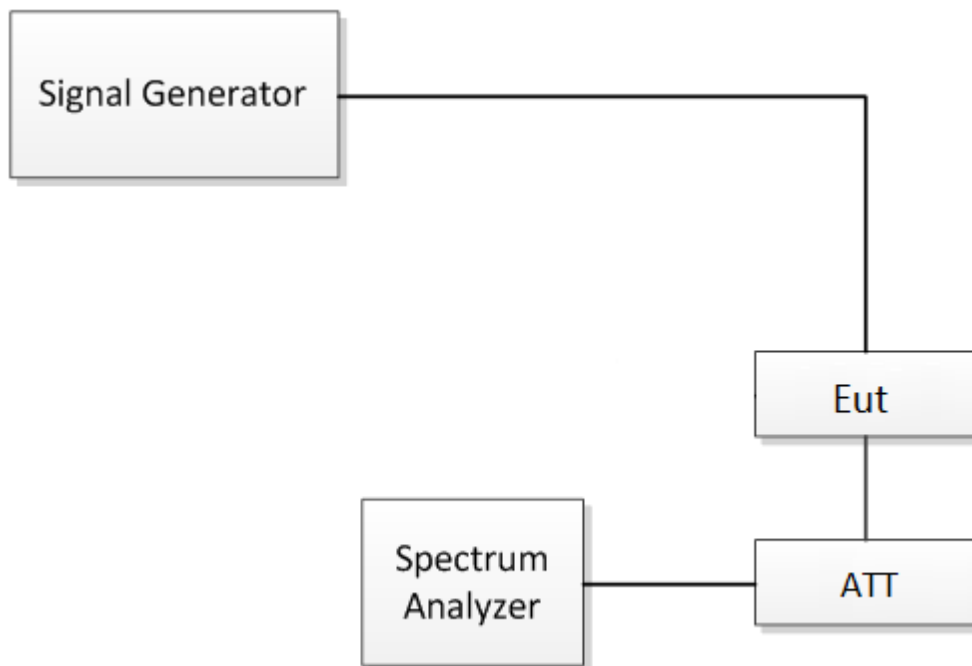 Signal Generator
Eut
Spectrum
Analyzer
ATT